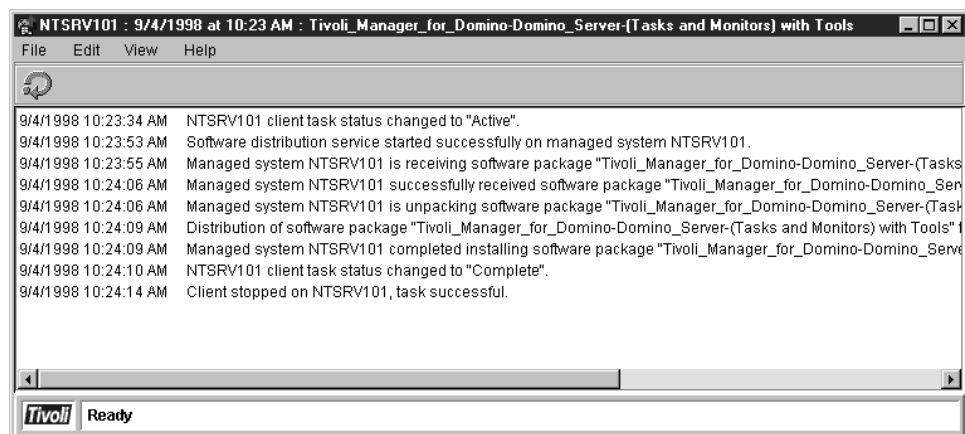 NTSRV101 : 9/4/1998 at 10:23 AM : Tivoli_Manager_for_Domino-Domino_Server-(Tasks and Monitors) with Tools
File Edit View Help
9/4/1998 10:23:34 AM NTSRV101 client task status changed to "Active".
9/4/1998 10:23:53 AM Software distribution service started successfully on managed system NTSRV101.
9/4/1998 10:23:55 AM Managed system NTSRV101 is receiving software package "Tivoli_Manager_for_Domino-Domino_Server-(Tasks
9/4/1998 10:24:06 AM Managed system NTSRV101 successfully received software package "Tivoli_Manager_for_Domino-Domino_Ser
9/4/1998 10:24:06 AM Managed system NTSRV101 is unpacking software package "Tivoli_Manager_for_Domino-Domino_Server-(Task
9/4/1998 10:24:09 AM Distribution of software package "Tivoli_Manager_for_Domino-Domino_Server-(Tasks and Monitors) with Tools"
9/4/1998 10:24:09 AM Managed system NTSRV101 completed installing software package "Tivoli_Manager_for_Domino-Domino_Serve
9/4/1998 10:24:10 AM NTSRV101 client task status changed to "Complete".
9/4/1998 10:24:14 AM Client stopped on NTSRV101, task successful.
Tivoli Ready